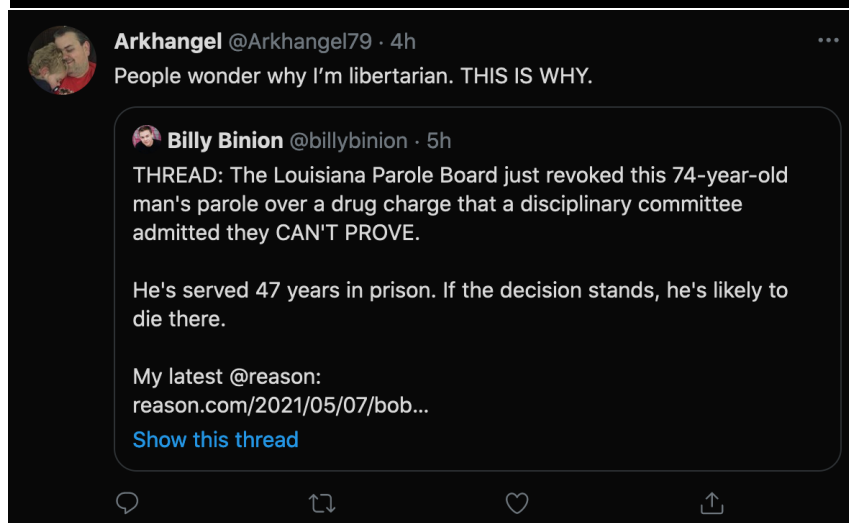 Arkhangel @Arkhangel79 · 4h
People wonder why I’m libertarian. THIS IS WHY.
Billy Binion @billybinion · 5h
THREAD: The Louisiana Parole Board just revoked this 74-year-old
man's parole over a drug charge that a disciplinary committee
admitted they CAN'T PROVE.
He's served 47 years in prison. If the decision stands, he's likely to
die there.
My latest @reason:
reason.com/2021/05/07/bob...
Show this thread